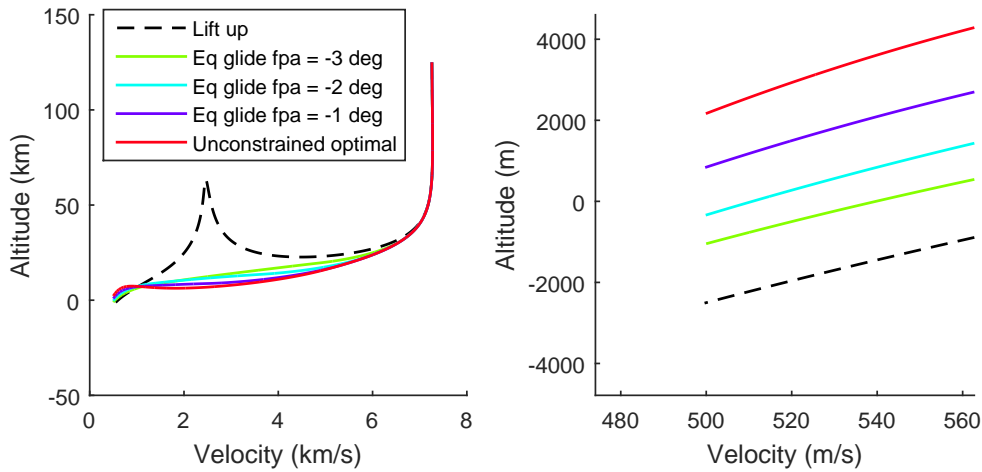 150
100
50
0
-50
Altitude (km)
Lift up
Eq glide fpa = -3 deg
Eq glide fpa = -2 deg
Eq glide fpa = -1 deg
Unconstrained optimal
0
2
4
6
8
Velocity (km/s)
4000
2000
0
-2000
-4000
Altitude (m)
480
500
520
540
560
Velocity (m/s)